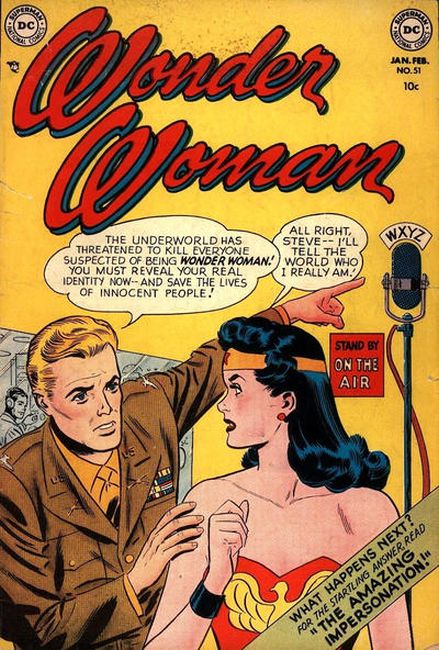 SUPERMAN
DC
NATIONAL COMICS
SUPERMAN
DC
NATIONAL COMICS
Wonder
Woman
JAN.FEB.
NO.51
10c
THE UNDERWORLD HAS
THREATENED TO KILL EVERYONE
SUSPECTED OF BEING WONDER WOMAN!
YOU MUST REVEAL YOUR REAL
IDENTITY NOW--AND SAVE THE LIVES
OF INNOCENT PEOPLE!
ALL RIGHT,
STEVE--I'LL
TELL THE
WORLD WHO
I REALLY AM!
WXYZ
STAND BY
ON THE
AIR
WHAT HAPPENS NEXT?
FOR THE STARTLING ANSWER, READ
"THE AMAZING
IMPERSONATION!"